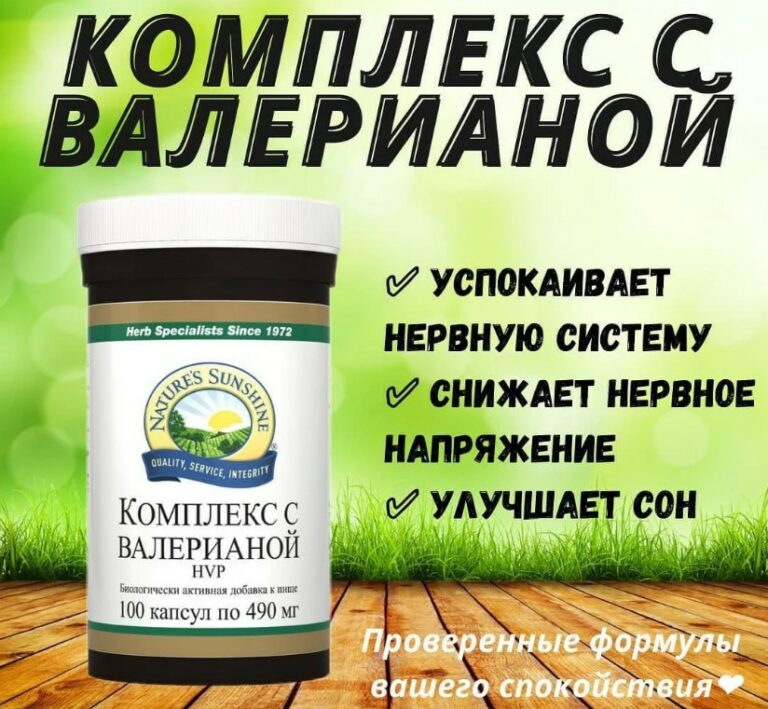 КОМПЛЕКС С
ВАЛЕРИАНОЙ
✅ УСПОКАИВАЕТ
НЕРВНУЮ СИСТЕМУ
✅ СНИЖАЕТ НЕРВНОЕ
НАПРЯЖЕНИЕ
✅ УЛУЧШАЕТ СОН
Herb Specialists Since 1972
NATURE'S SUNSHINE
®
QUALITY, SERVICE, INTEGRITY
Комплекс с
валерианой
HVP
Биологически активная добавка к пище
100 капсул по 490 мг
Проверенные формулы
вашего спокойствия❤